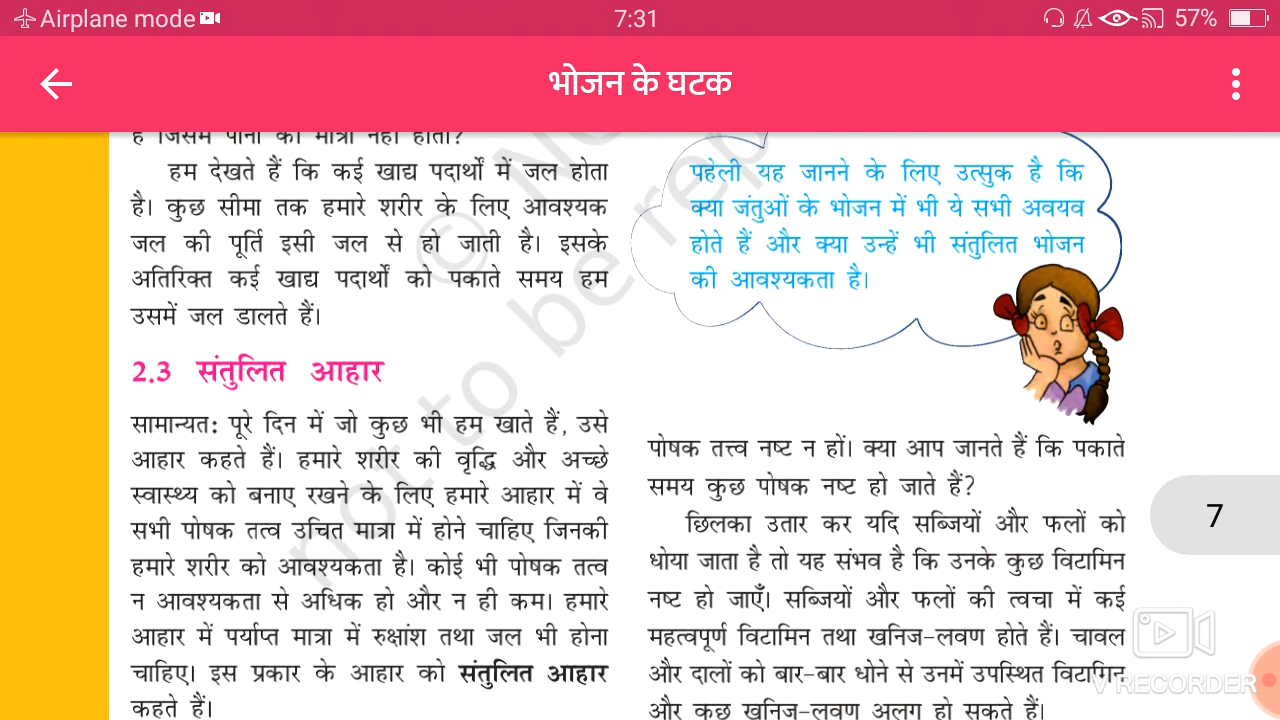 Airplane mode
7:31
57%
भोजन के घटक
है जिसमें पानी की मात्रा नहीं होती?
हम देखते हैं कि कई खाद्य पदार्थों में जल होता
है। कुछ सीमा तक हमारे शरीर के लिए आवश्यक
जल की पूर्ति इसी जल से हो जाती है। इसके
अतिरिक्त कई खाद्य पदार्थों को पकाते समय हम
उसमें जल डालते हैं।
2.3 संतुलित आहार
सामान्यत: पूरे दिन में जो कुछ भी हम खाते हैं, उसे
आहार कहते हैं। हमारे शरीर की वृद्धि और अच्छे
स्वास्थ्य को बनाए रखने के लिए हमारे आहार में वे
सभी पोषक तत्व उचित मात्रा में होने चाहिए जिनकी
हमारे शरीर को आवश्यकता है। कोई भी पोषक तत्व
न आवश्यकता से अधिक हो और न ही कम। हमारे
आहार में पर्याप्त मात्रा में रुक्षांश तथा जल भी होना
चाहिए। इस प्रकार के आहार को संतुलित आहार
कहते हैं।
पहेली यह जानने के लिए उत्सुक है कि
क्या जंतुओं के भोजन में भी ये सभी अवयव
होते हैं और क्या उन्हें भी संतुलित भोजन
की आवश्यकता है।
पोषक तत्त्व नष्ट न हों। क्या आप जानते हैं कि पकाते
समय कुछ पोषक नष्ट हो जाते हैं?
छिलका उतार कर यदि सब्जियों और फलों को
धोया जाता है तो यह संभव है कि उनके कुछ विटामिन
नष्ट हो जाएँ। सब्जियों और फलों की त्वचा में कई
महत्वपूर्ण विटामिन तथा खनिज-लवण होते हैं। चावल
और दालों को बार-बार धोने से उनमें उपस्थित विटामिन
और कुछ खनिज-लवण अलग हो सकते हैं।
7
© 
not to be rep
V RECORDER